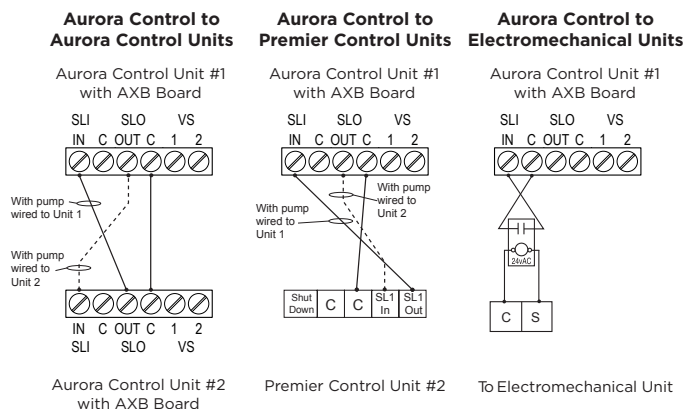 Aurora Control to
Aurora Control Units
Aurora Control Unit #1
with AXB Board
SLI SLO VS
IN C OUT C 1 2
With pump
wired to Unit 1
With pump
wired to
Unit 2
IN C OUT C 1 2
SLI SLO VS
Aurora Control Unit #2
with AXB Board
Aurora Control to
Premier Control Units
Aurora Control Unit #1
with AXB Board
SLI SLO VS
IN C OUT C 1 2
With pump
wired to
Unit 2
With pump
wired to
Unit 1
Shut
Down
C
C
SL1
In
SL1
Out
Premier Control Unit #2
Aurora Control to
Electromechanical Units
Aurora Control Unit #1
with AXB Board
SLI SLO VS
IN C OUT C 1 2
24vAC
C S
To Electromechanical Unit